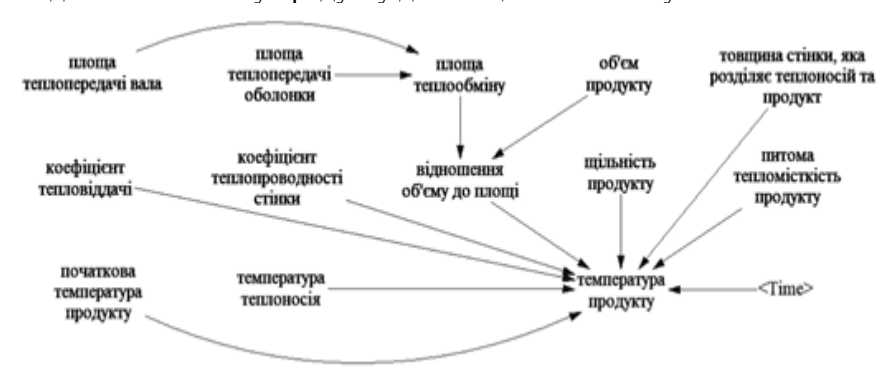 площа
теплопередачі вала
площа
теплопередачі
оболонки
площа
теплообміну
об'єм
продукту
товщина стінки, яка
розділяє теплоносій та
продукт
коефіцієнт
тепловіддачі
коефіцієнт
теплопроводності
стінки
відношення
об'єму до площі
щільність
продукту
питома
тепломісткість
продукту
початкова
температура
продукту
температура
теплоносія
температура
продукту
<Time>